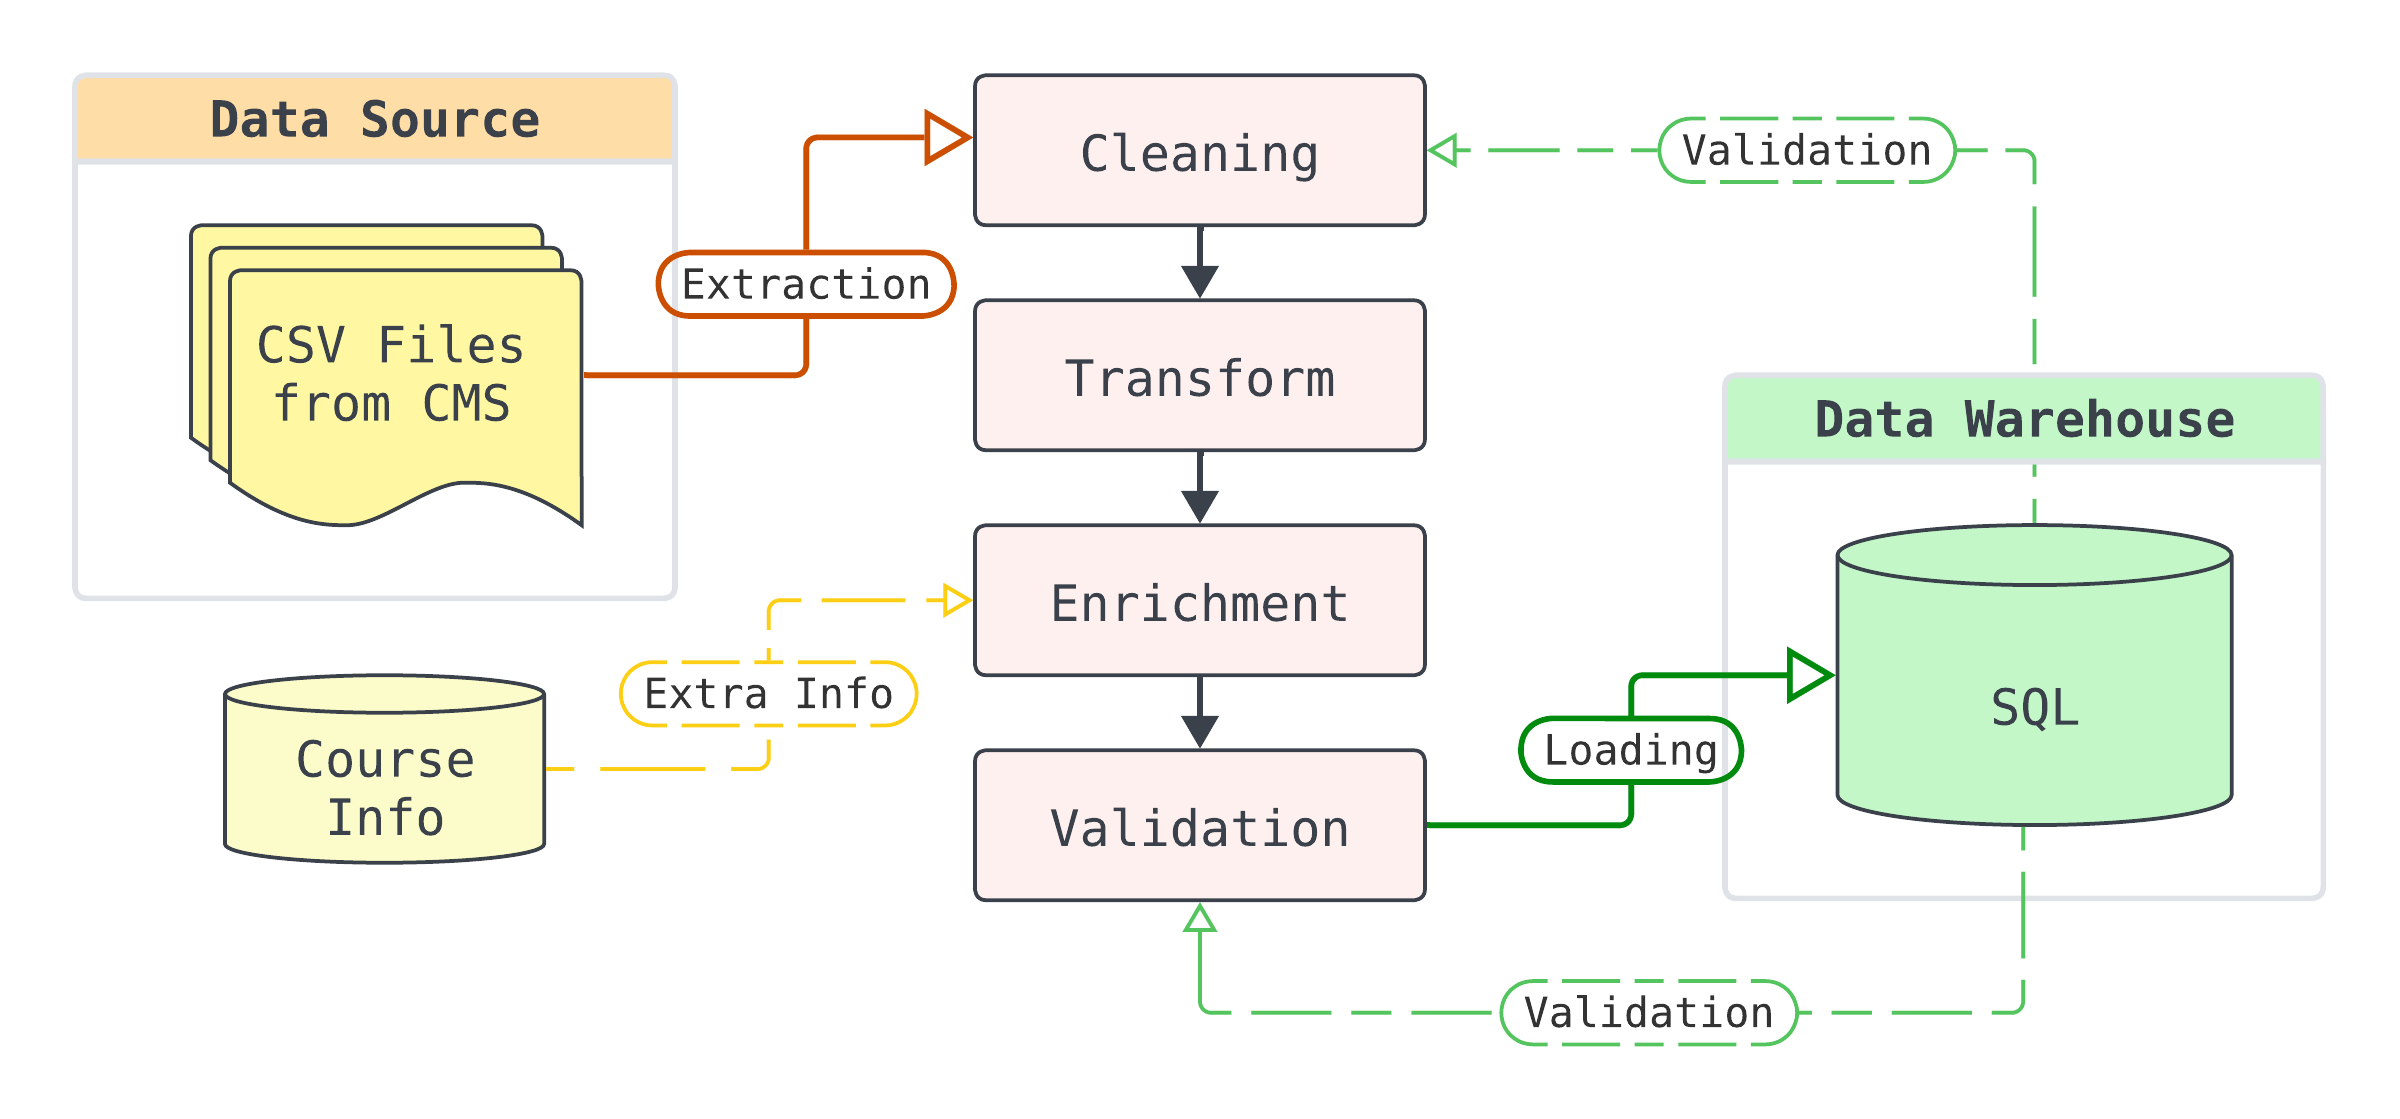 Data Source
CSV Files
from CMS
Extraction
Cleaning
Transform
Enrichment
Validation
Course
Info
Extra Info
Loading
Data Warehouse
SQL
Validation
Validation